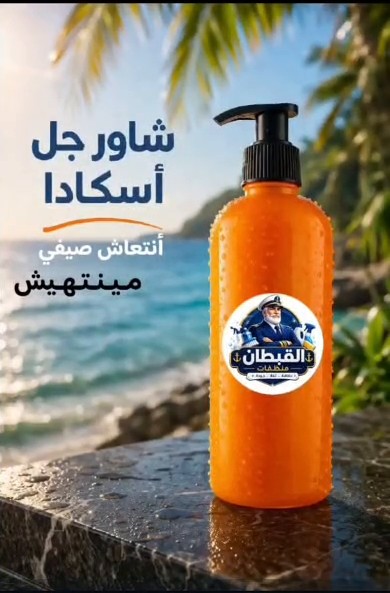 شاور جل
أسكادا
أنتعاش صيفي
مينتهيش
القبطان
منظفات